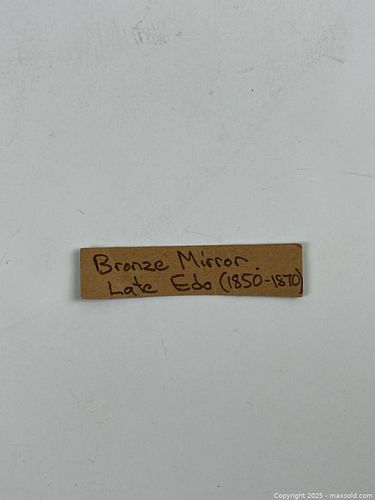 Bronze Mirror.
Late Edo (1850-1870)
Copyright 2025 - maxsold.com